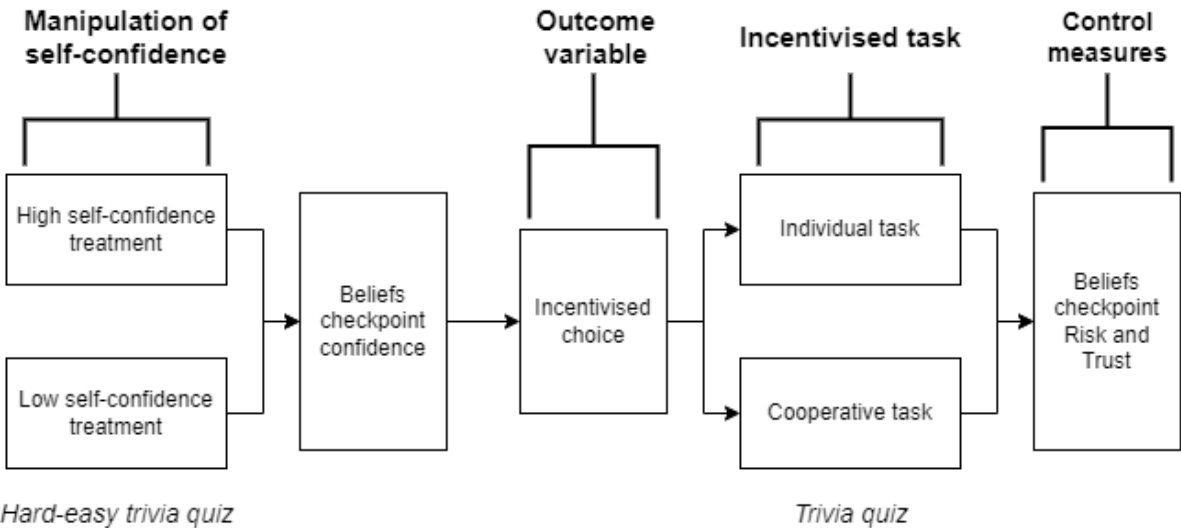 Manipulation of
self-confidence
Outcome
variable
Incentivised task
Control
measures
High self-confidence
treatment
Low self-confidence
treatment
Beliefs
checkpoint
confidence
Incentivised
choice
Individual task
Cooperative task
Beliefs
checkpoint
Risk and
Trust
Hard-easy trivia quiz
Trivia quiz